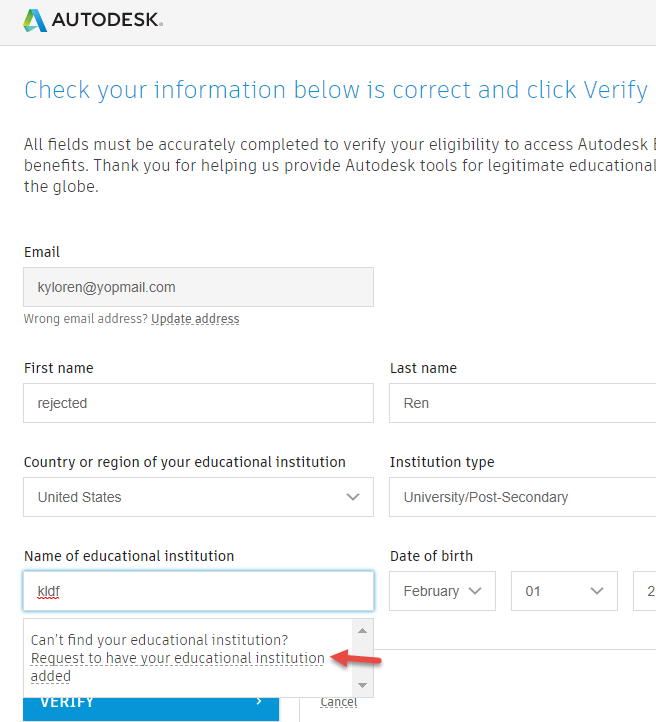 AUTODESK.
Check your information below is correct and click Verify
All fields must be accurately completed to verify your eligibility to access Autodesk
benefits. Thank you for helping us provide Autodesk tools for legitimate educational
the globe.
Email
kyloren@yopmail.com
Wrong email address? Update address
First name
Last name
rejected
Ren
Country or region of your educational institution
Institution type
United States
University/Post-Secondary
Name of educational institution
Date of birth
kldf
February
01
2
Can't find your educational institution?
Request to have your educational institution
added
VERIFY
Cancel